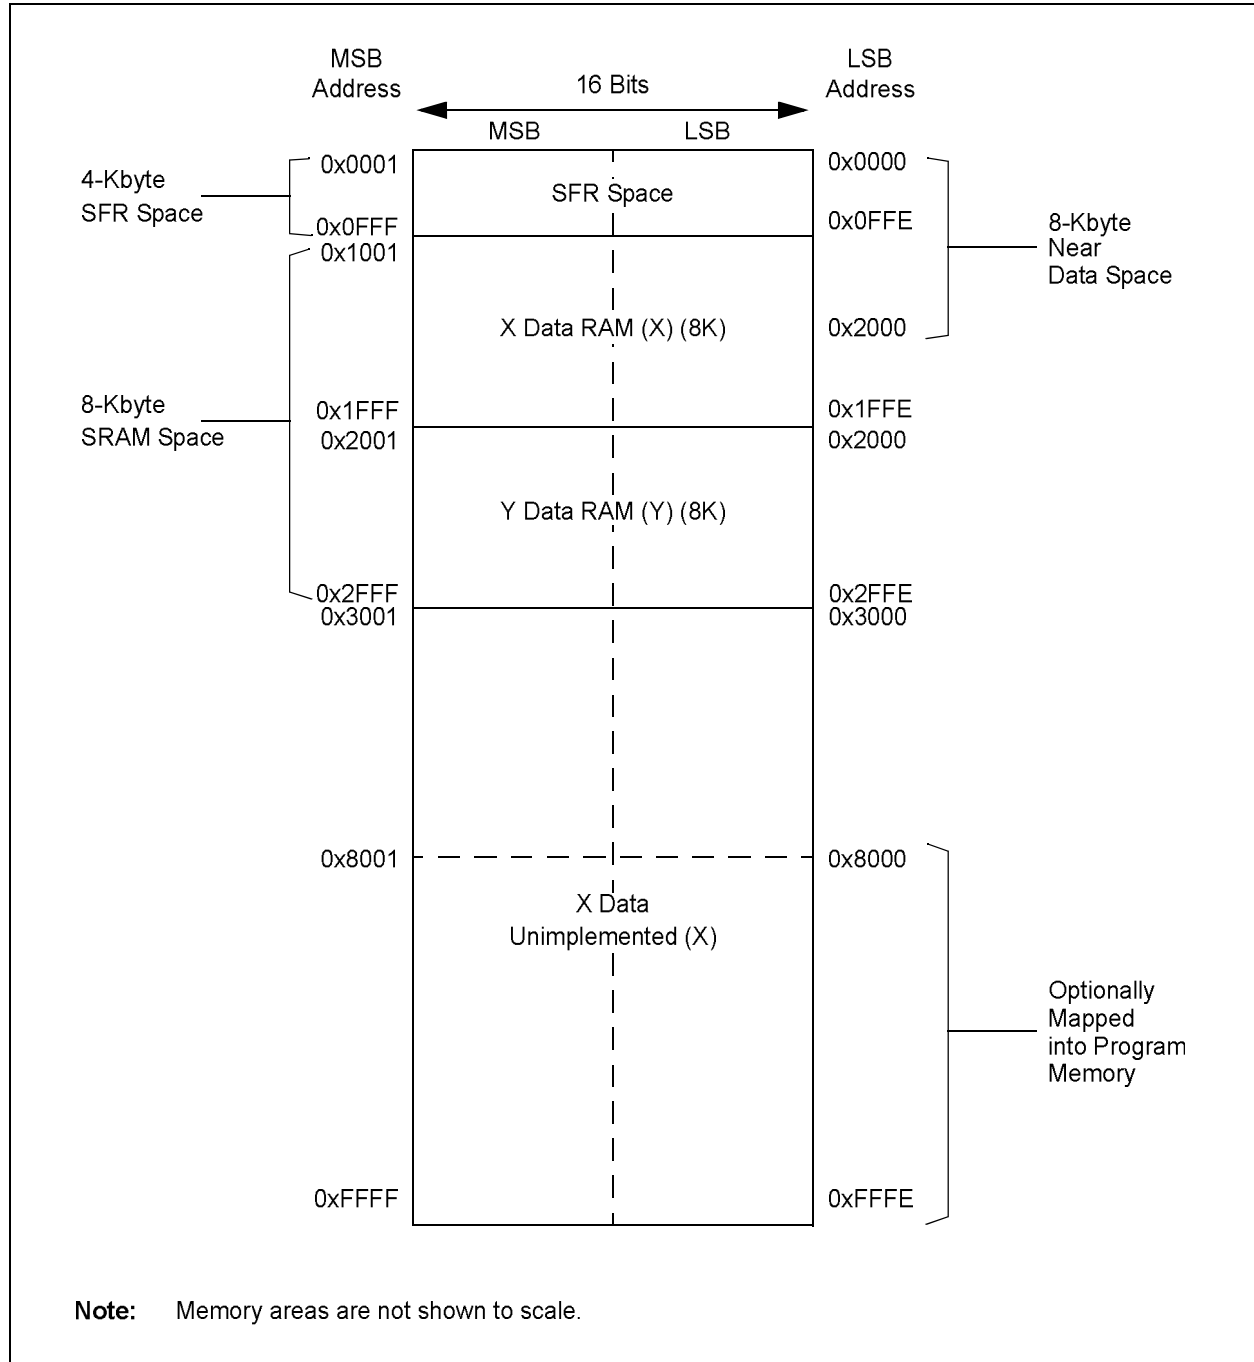 MSB
Address
LSB
Address
16 Bits
MSB LSB
4-Kbyte
SFR Space
0x0001
0x0FFF
SFR Space
0x0000
0x0FFE
8-Kbyte
Near
Data Space
8-Kbyte
SRAM Space
0x1001
X Data RAM (X) (8K)
0x2000
0x1FFF
0x1FFE
0x2001
0x2000
Y Data RAM (Y) (8K)
0x2FFF
0x2FFE
0x3001
0x3000
0x8001
0x8000
X Data
Unimplemented (X)
Optionally
Mapped
into Program
Memory
0xFFFF
0xFFFE
Note: Memory areas are not shown to scale.